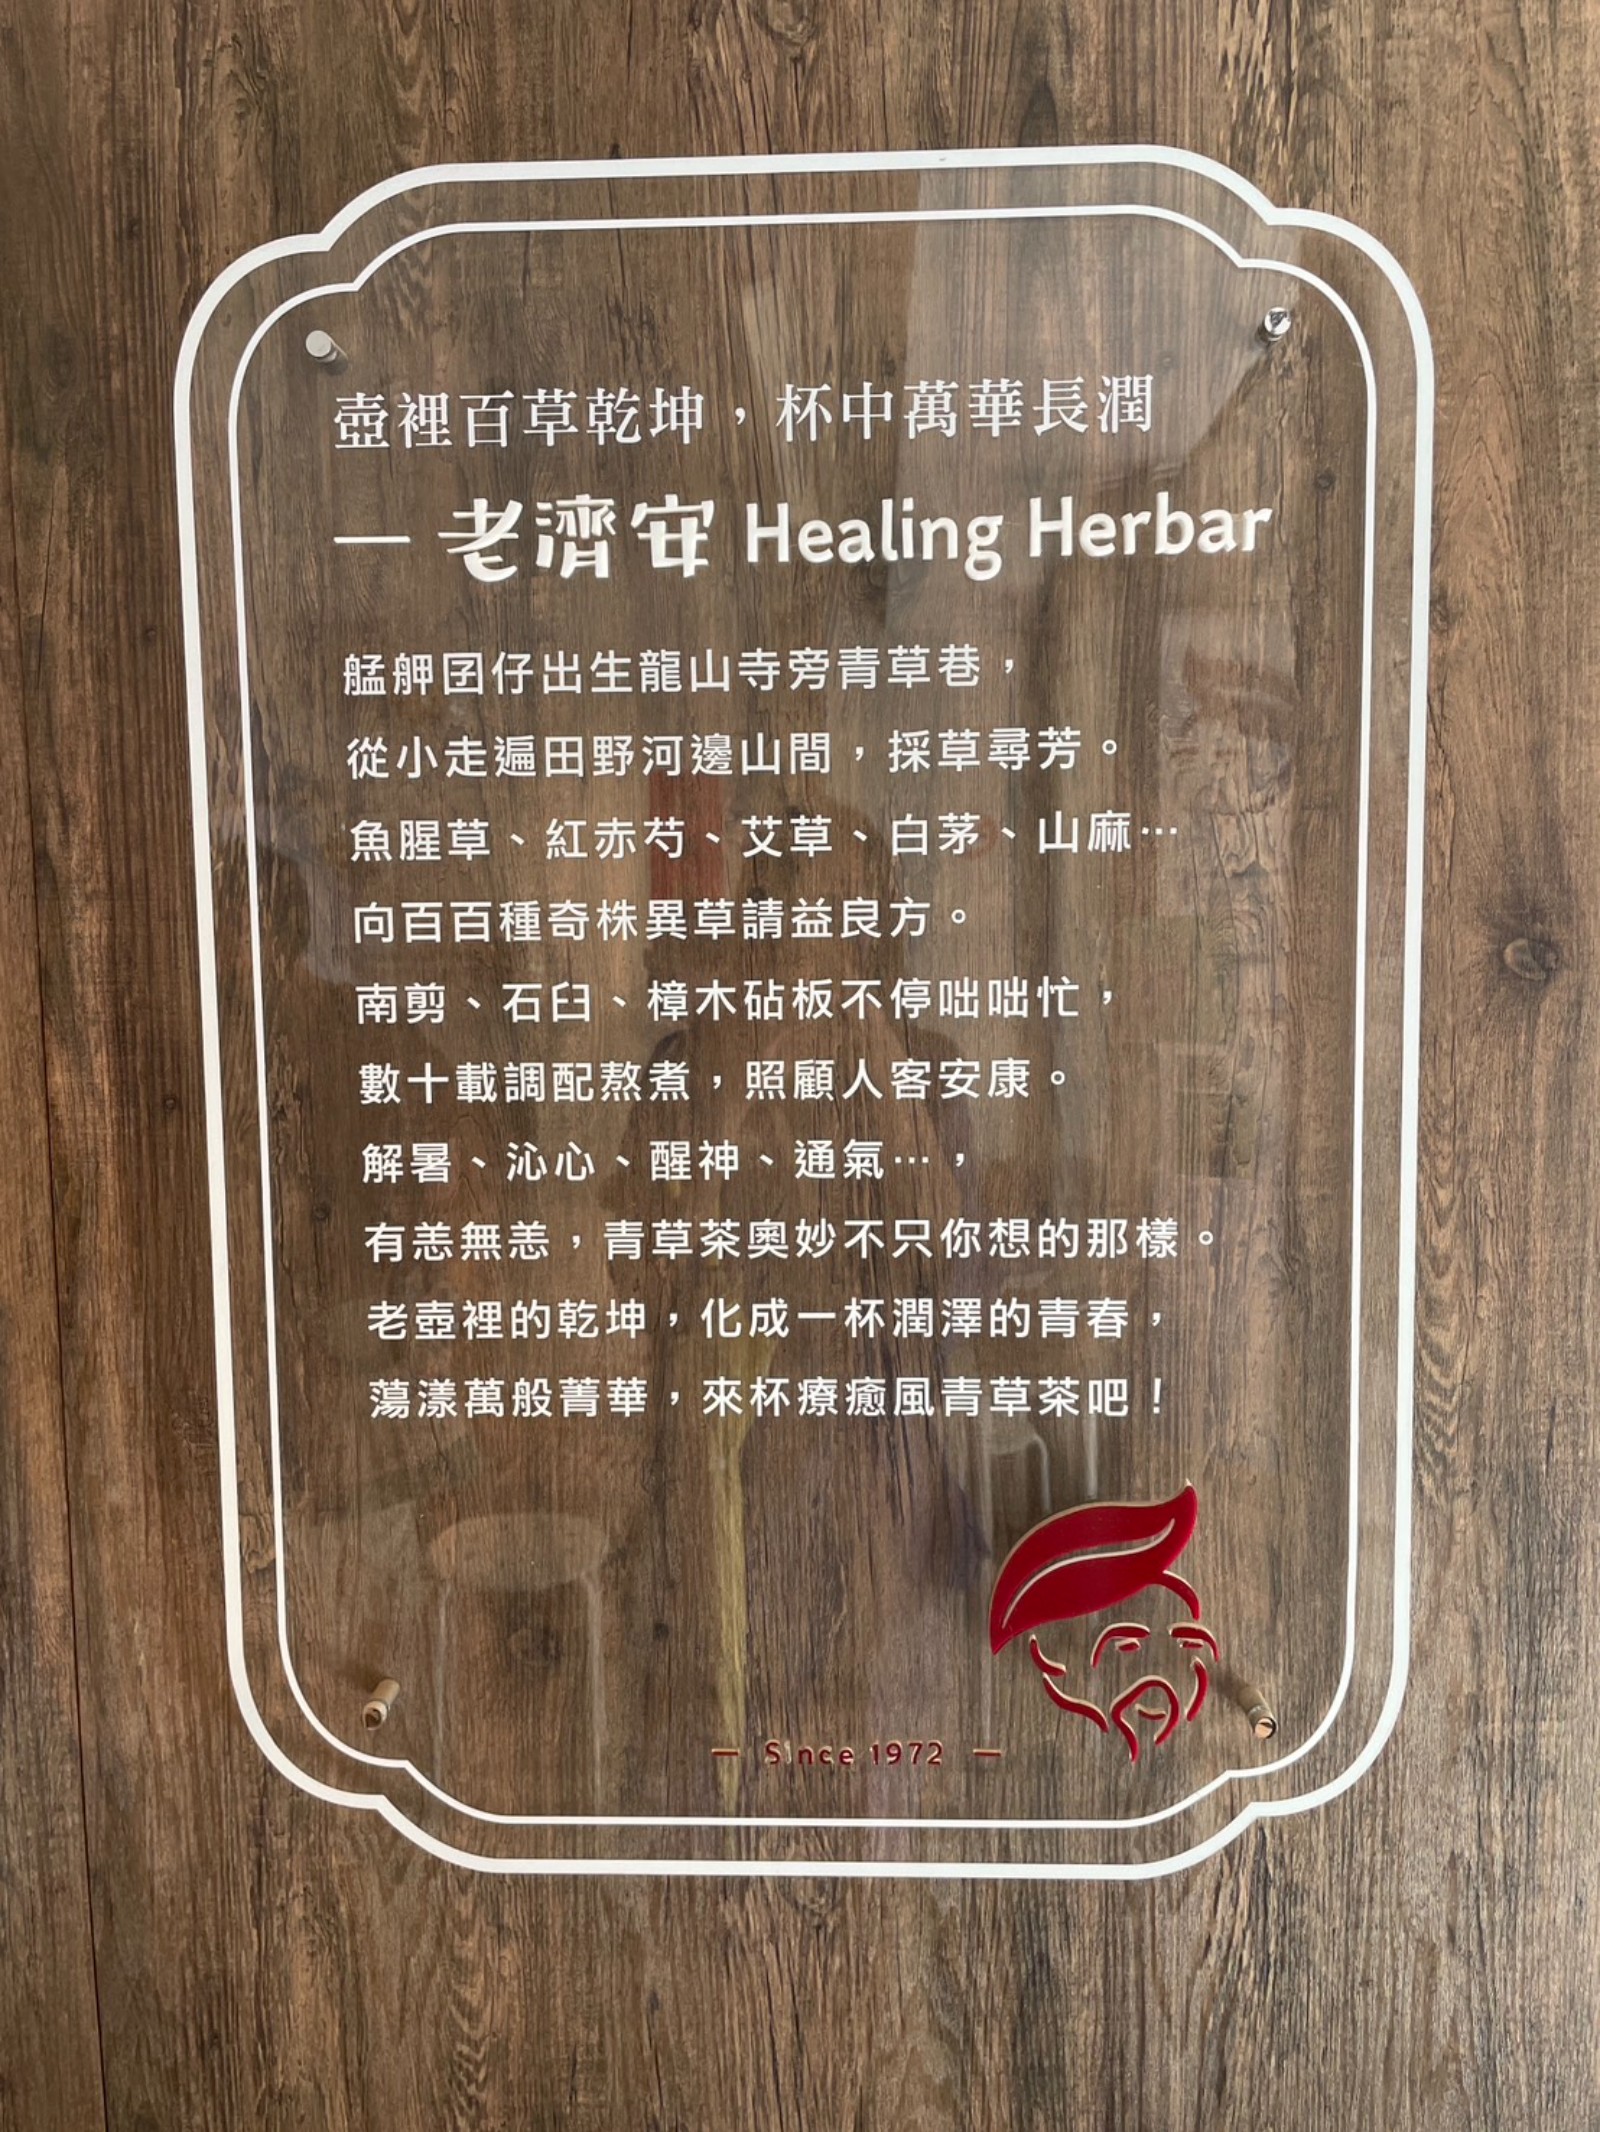 壺裡百草乾坤，杯中萬華長潤
— 老濟安 Healing Herbar
艋舺囝仔出生龍山寺旁青草巷，
從小走遍田野河邊山間，採草尋芳。
魚腥草、紅赤芍、艾草、白茅、山麻…
向百百種奇株異草請益良方。
南剪、石臼、樟木砧板不停咄咄忙，
數十載調配熬煮，照顧人客安康。
解暑、沁心、醒神、通氣…，
有恙無恙，青草茶奧妙不只你想的那樣。
老壺裡的乾坤，化成一杯潤澤的青春，
蕩漾萬般菁華，來杯療癒風青草茶吧！
— Since 1972 —